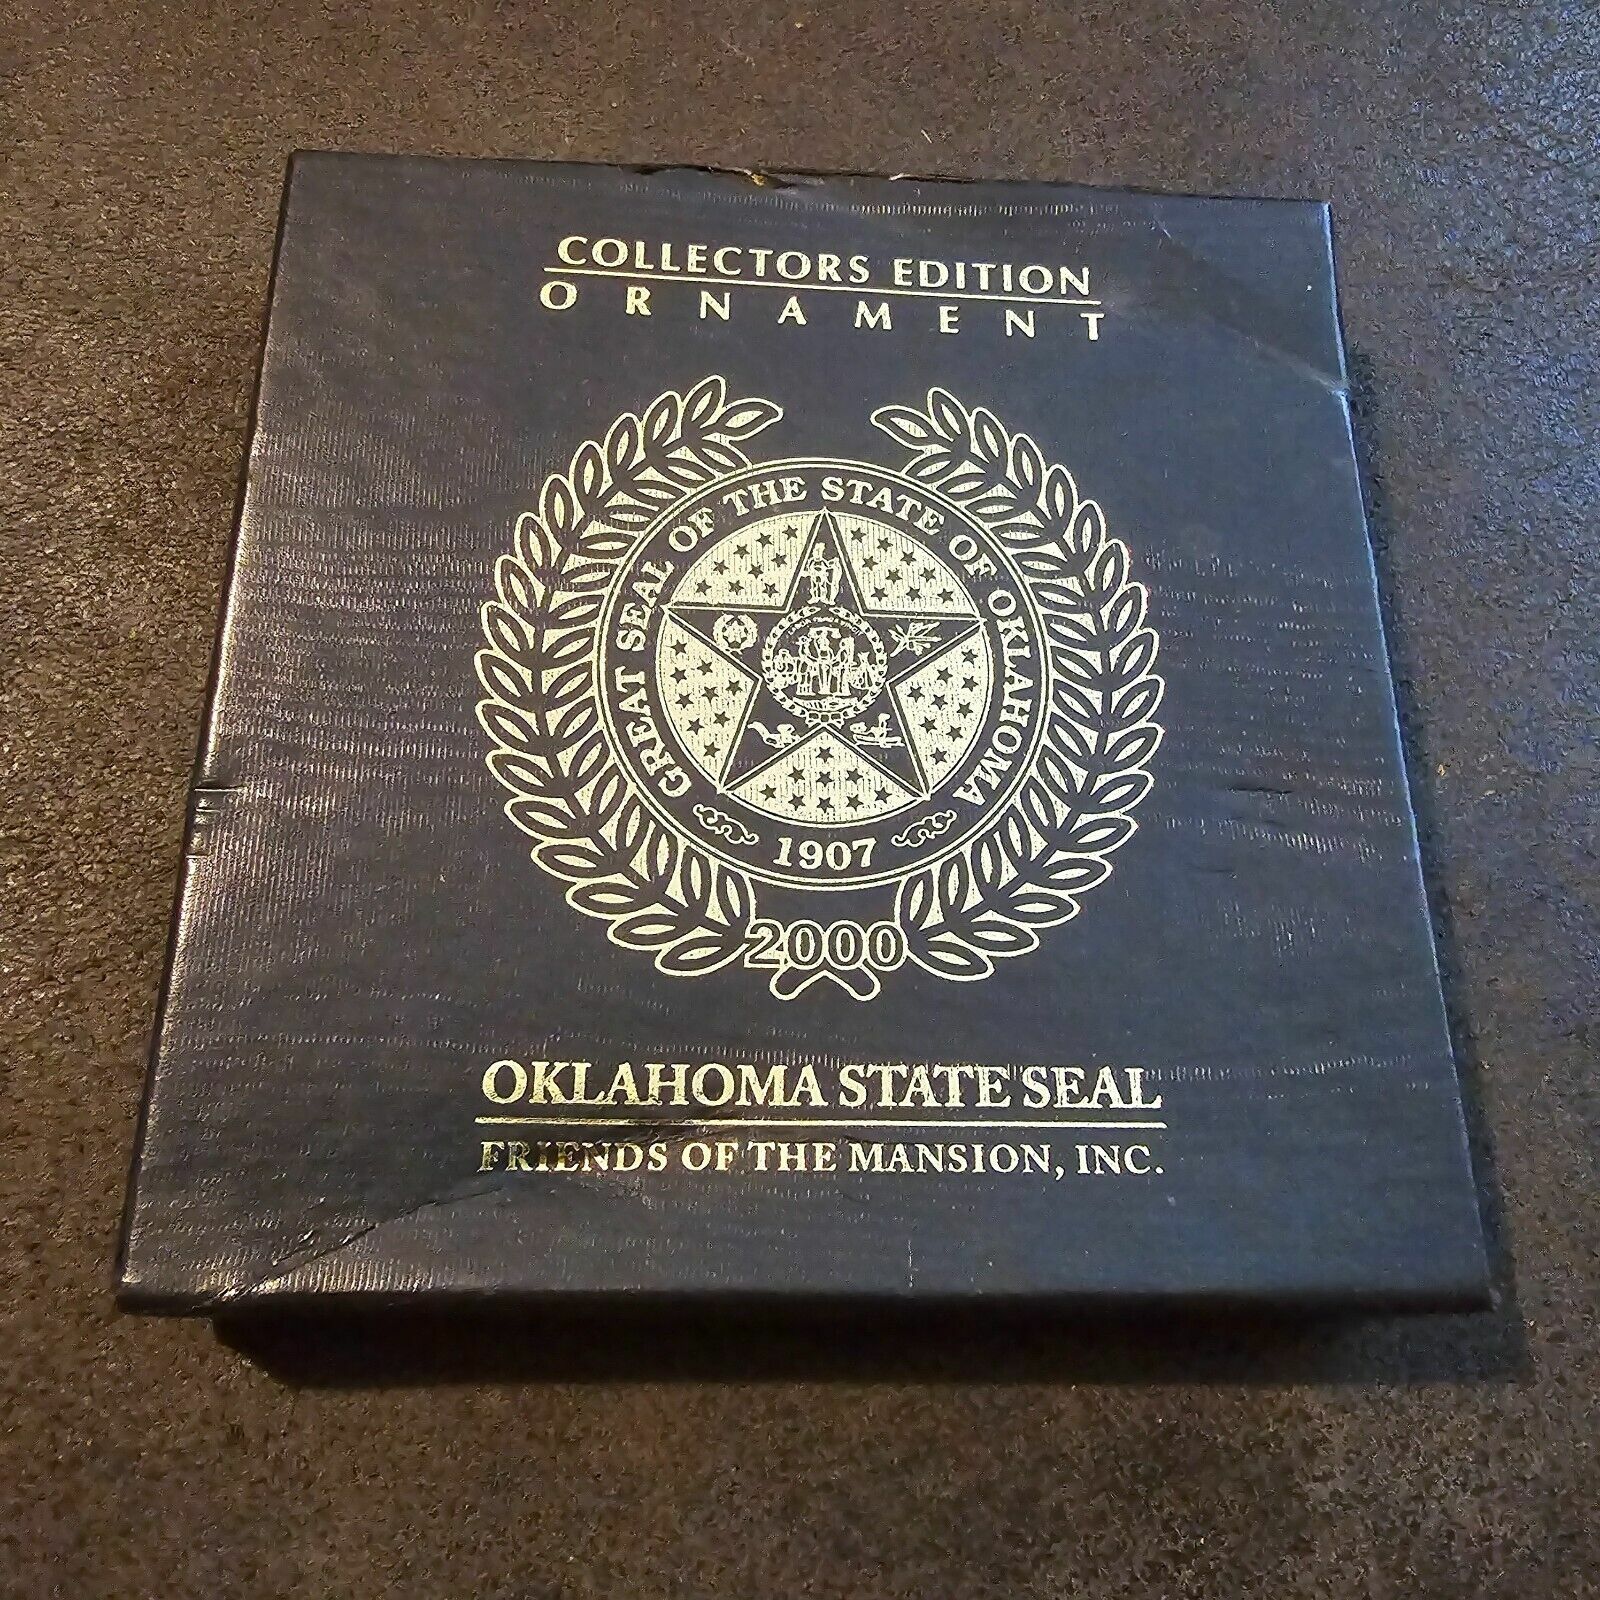 COLLECTORS EDITION
ORNAMENT
GREAT SEAL OF THE STATE OF OKLAHOMA
1907
2000
OKLAHOMA STATE SEAL
FRIENDS OF THE MANSION, INC.